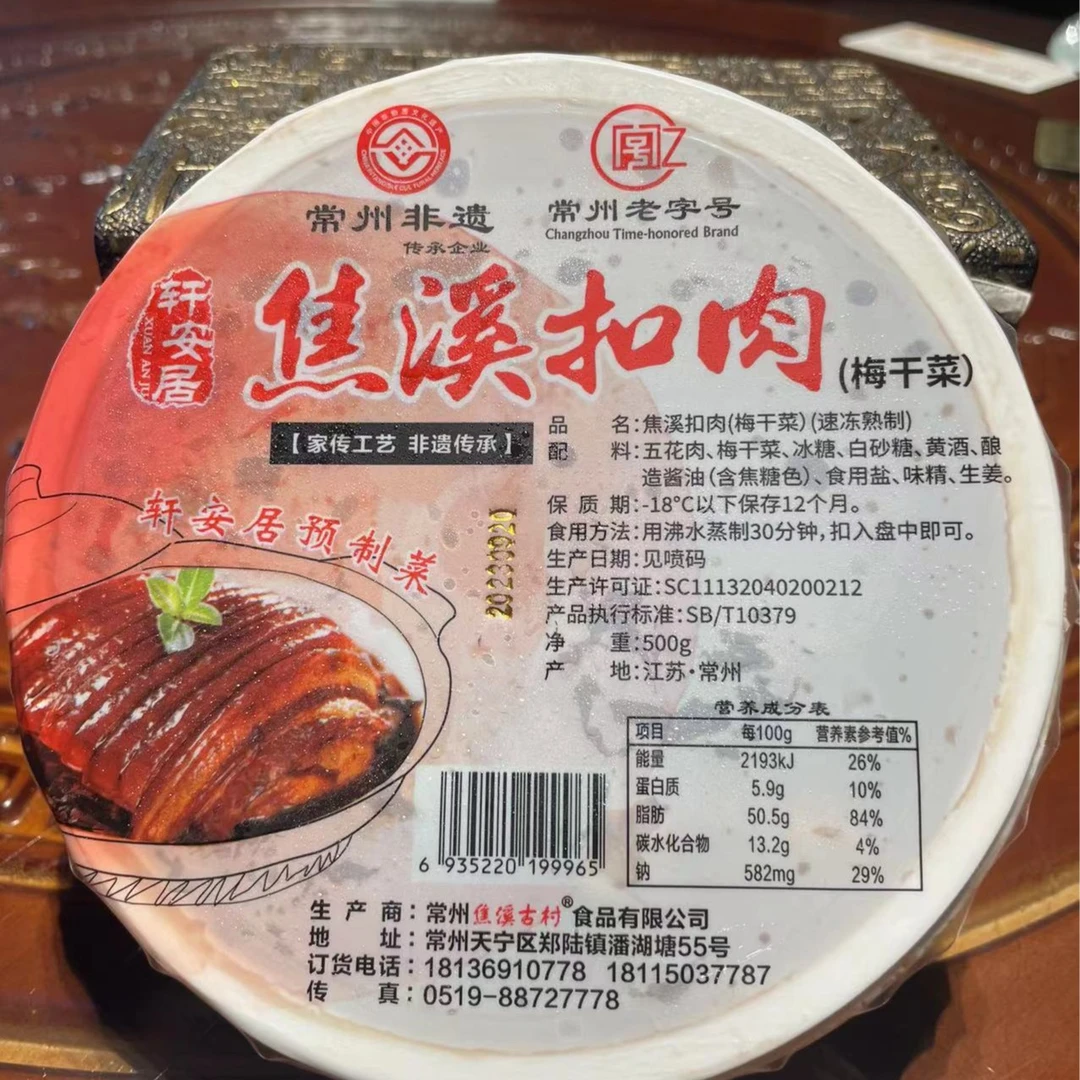 常州非遗
传承企业
常州老字号
Changzhou Time-honored Brand
轩安居
XUAN AN JU
焦溪扣肉(梅干菜)
【家传工艺 非遗传承】
轩安居预制菜
20230920
品 名:焦溪扣肉(梅干菜)(速冻熟制)
配 料:五花肉、梅干菜、冰糖、白砂糖、黄酒、酿
造酱油(含焦糖色)、食用盐、味精、生姜。
保 质 期:-18°C以下保存12个月。
食用方法:用沸水蒸制30分钟,扣入盘中即可。
生产日期:见喷码
生产许可证:SC11132040200212
产品执行标准:SB/T10379
净 重:500g
产 地:江苏·常州
营养成分表
项目 每100g 营养素参考值%
能量 2193kJ 26%
蛋白质 5.9g 10%
脂肪 50.5g 84%
碳水化合物 13.2g 4%
钠 582mg 29%
6 935220 199965
生 产 商:常州焦溪古村®食品有限公司
地 址:常州天宁区郑陆镇潘湖塘55号
订货电话:18136910778 18115037787
传 真:0519-88727778